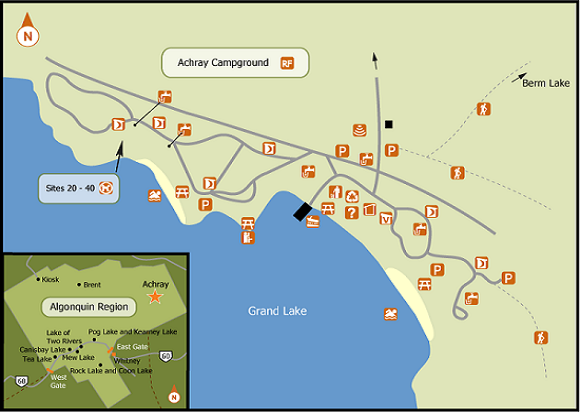 N
Achray Campground RF
Berm Lake
P
P
Sites 20 - 40
P
?
VI
P
P
Grand Lake
Kiosk
Brent
Achray
Algonquin Region
Pog Lake and Kearney Lake
Lake of
Two Rivers
Canisbay Lake
East Gate
Tea Lake
Mew Lake
Whitney
60
Rock Lake and Coon Lake
West
Gate
60
N